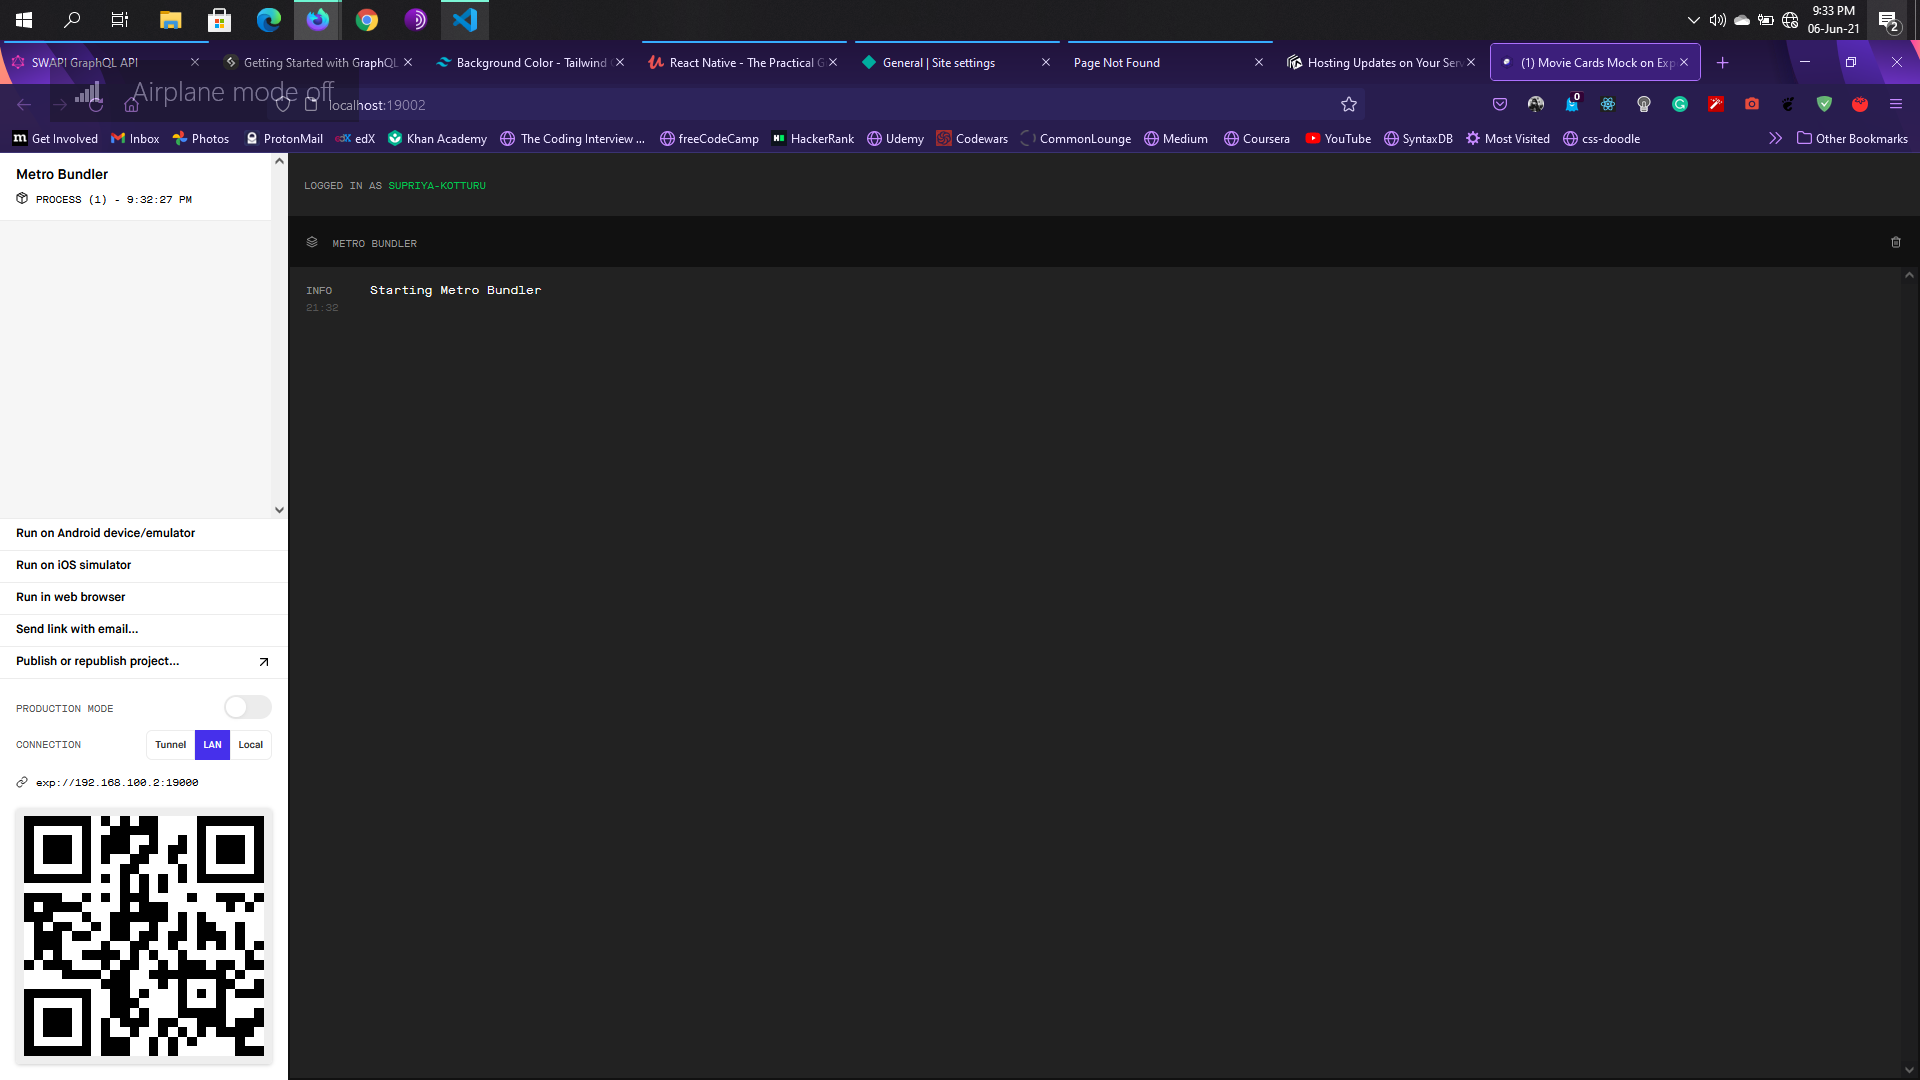 9:33 PM
06-Jun-21
2
SWAPI GraphQL API
Getting Started with GraphQL
Background Color - Tailwind
React Native - The Practical G
General | Site settings
Page Not Found
Hosting Updates on Your Serv
(1) Movie Cards Mock on Exp
Airplane mode off
localhost:19002
0
Get Involved
Inbox
Photos
ProtonMail
edX
Khan Academy
The Coding Interview ...
freeCodeCamp
HackerRank
Udemy
Codewars
CommonLounge
Medium
Coursera
YouTube
SyntaxDB
Most Visited
css-doodle
Other Bookmarks
Metro Bundler
PROCESS (1) - 9:32:27 PM
LOGGED IN AS SUPRIYA-KOTTURU
METRO BUNDLER
INFO
21:32
Starting Metro Bundler
Run on Android device/emulator
Run on iOS simulator
Run in web browser
Send link with email...
Publish or republish project...
PRODUCTION MODE
CONNECTION
Tunnel
LAN
Local
exp://192.168.100.2:19000